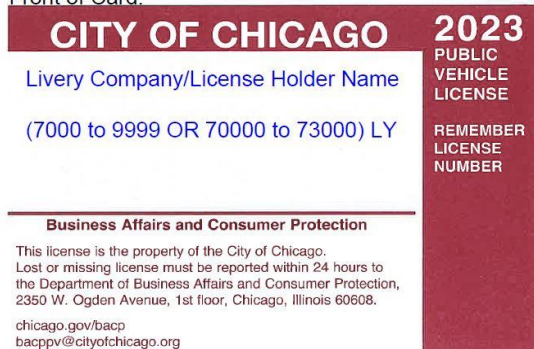 Front of Card:
CITY OF CHICAGO
2023
PUBLIC
VEHICLE
LICENSE
REMEMBER
LICENSE
NUMBER
Livery Company/License Holder Name
(7000 to 9999 OR 70000 to 73000) LY
Business Affairs and Consumer Protection
This license is the property of the City of Chicago.
Lost or missing license must be reported within 24 hours to
the Department of Business Affairs and Consumer Protection,
2350 W. Ogden Avenue, 1st floor, Chicago, Illinois 60608.
chicago.gov/bacp
bacppv@cityofchicago.org